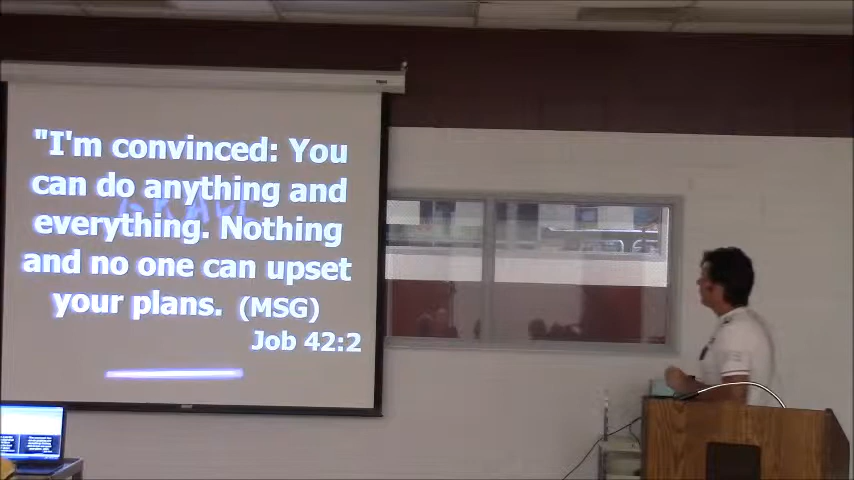 "I'm convinced: You
can do anything and
everything. Nothing
and no one can upset
your plans. (MSG)
Job 42:2